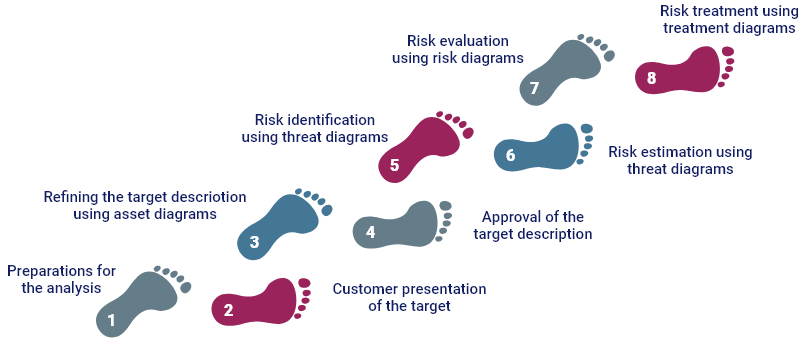 Preparations for
the analysis
1
2
Customer presentation
of the target
Refining the target descriotion
using asset diagrams
3
4
Approval of the
target description
Risk identification
using threat diagrams
5
6
Risk estimation using
threat diagrams
Risk evaluation
using risk diagrams
7
8
Risk treatment using
treatment diagrams